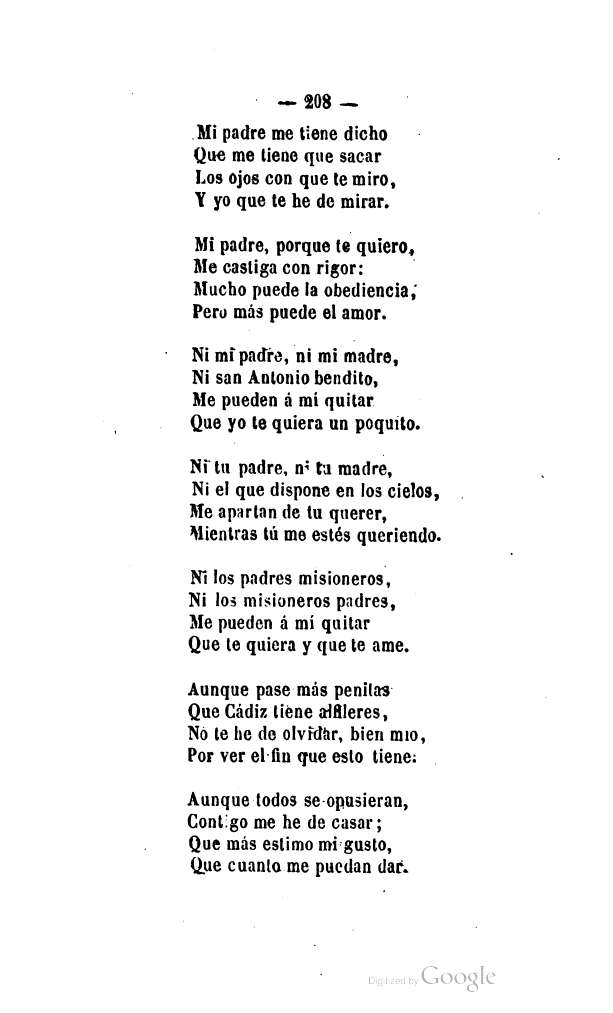 — 208 —
Mi padre me tiene dicho
Que me tiene que sacar
Los ojos con que te miro,
Y yo que te he de mirar.
Mi padre, porque te quiero,
Me castiga con rigor:
Mucho puede la obediencia,
Pero más puede el amor.
Ni mi padre, ni mi madre,
Ni san Antonio bendito,
Me pueden á mí quitar
Que yo te quiera un poquito.
Ni tu padre, ni tu madre,
Ni el que dispone en los cielos,
Me apartan de tu querer,
Mientras tú me estés queriendo.
Ni los padres misioneros,
Ni los misioneros padres,
Me pueden á mí quitar
Que te quiera y que te ame.
Aunque pase más penitas
Que Cádiz tiene alfileres,
No te he de olvidar, bien mio,
Por ver el fin que esto tiene.
Aunque todos se opusieran,
Contigo me he de casar;
Que más estimo mi gusto,
Que cuanto me puedan dar.
Digitized by Google